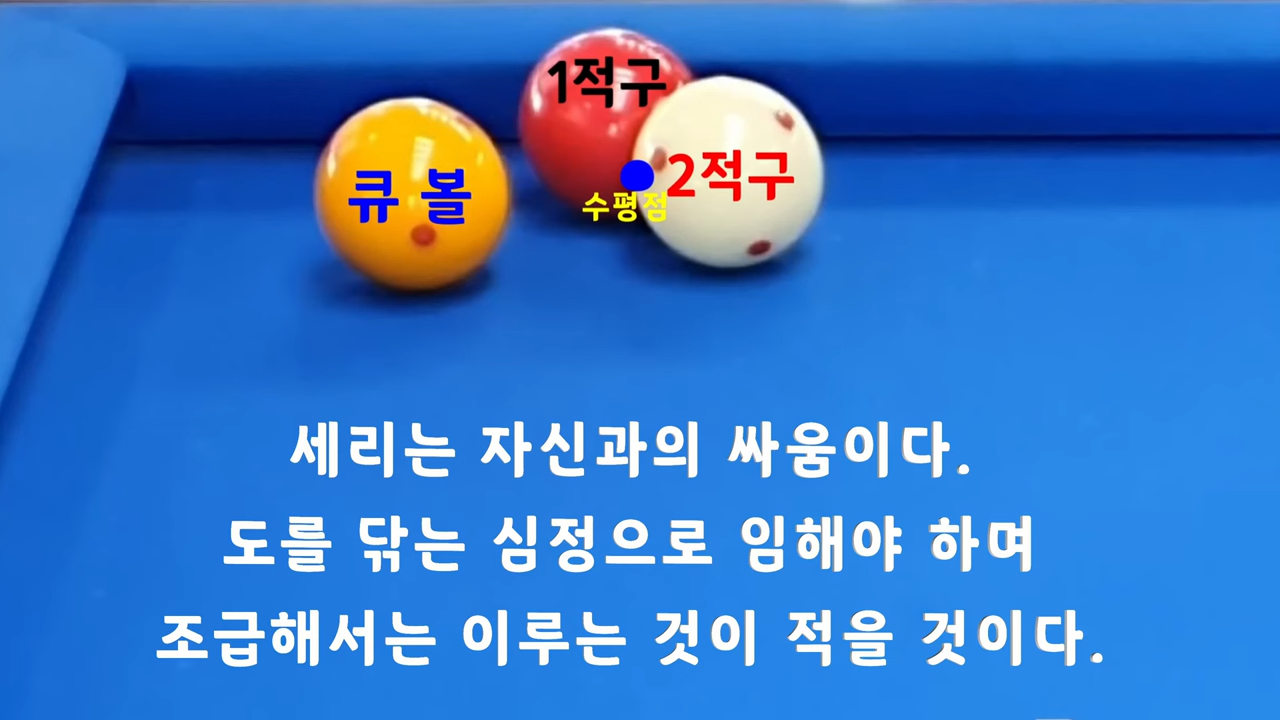 1적구
큐 볼
2적구
수평점
세리는 자신과의 싸움이다.
도를 닦는 심정으로 임해야 하며
조급해서는 이루는 것이 적을 것이다.